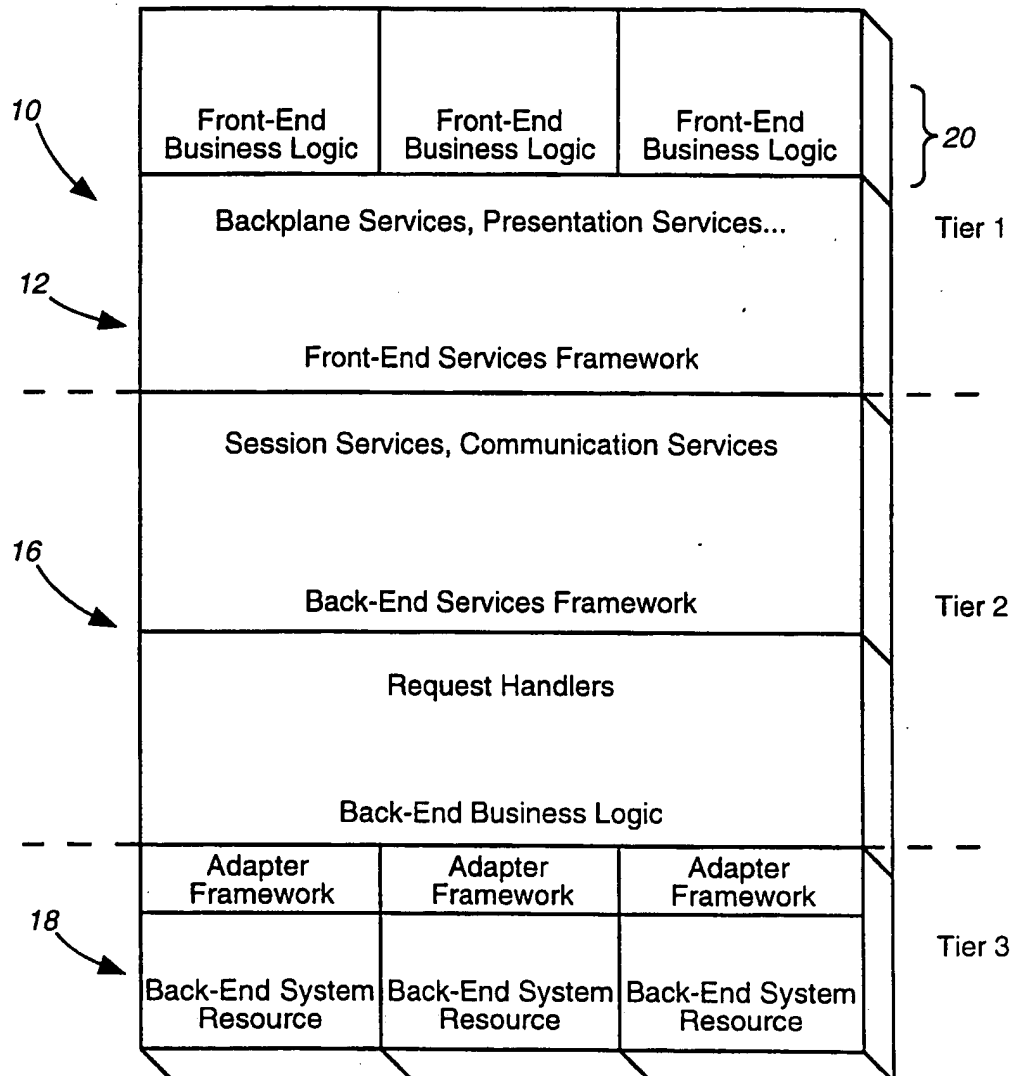 10
Front-End
Business Logic
Front-End
Business Logic
Front-End
Business Logic
20
Backplane Services, Presentation Services...
Tier 1
12
Front-End Services Framework
Session Services, Communication Services
16
Back-End Services Framework
Tier 2
Request Handlers
Back-End Business Logic
Adapter
Framework
Adapter
Framework
Adapter
Framework
18
Tier 3
Back-End System
Resource
Back-End System
Resource
Back-End System
Resource